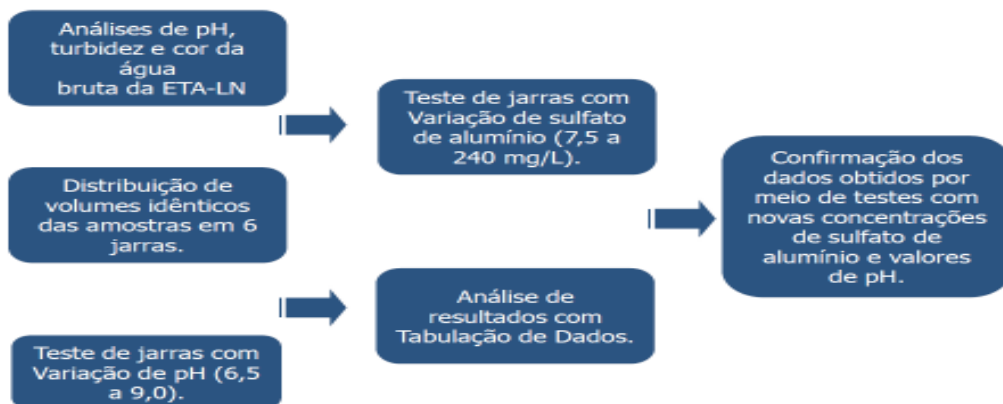 Análises de pH,
turbidez e cor da
água
bruta da ETA-LN
Distribuição de
volumes idênticos
das amostras em 6
jarras.
Teste de jarras com
Variação de pH (6,5
a 9,0).
Teste de jarras com
Variação de sulfato
de alumínio (7,5 a
240 mg/L).
Análise de
resultados com
Tabulação de Dados.
Confirmação dos
dados obtidos por
meio de testes com
novas concentrações
de sulfato de
alumínio e valores
de pH.